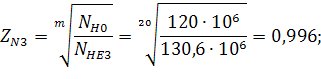 Z_{N3} = \sqrt[m]{\frac{N_{H0}}{N_{HE3}}} = \sqrt[20]{\frac{120 \cdot 10^6}{130,6 \cdot 10^6}} = 0,996;